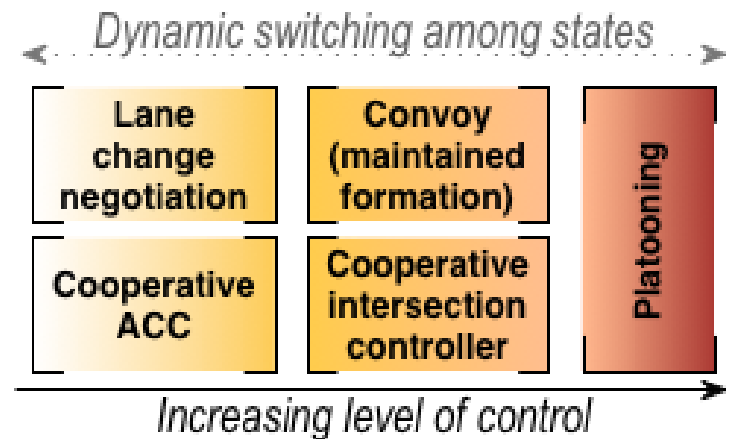 Dynamic switching among states
Lane
change
negotiation
Convoy
(maintained
formation)
Cooperative
ACC
Cooperative
intersection
controller
Platooning
Increasing level of control